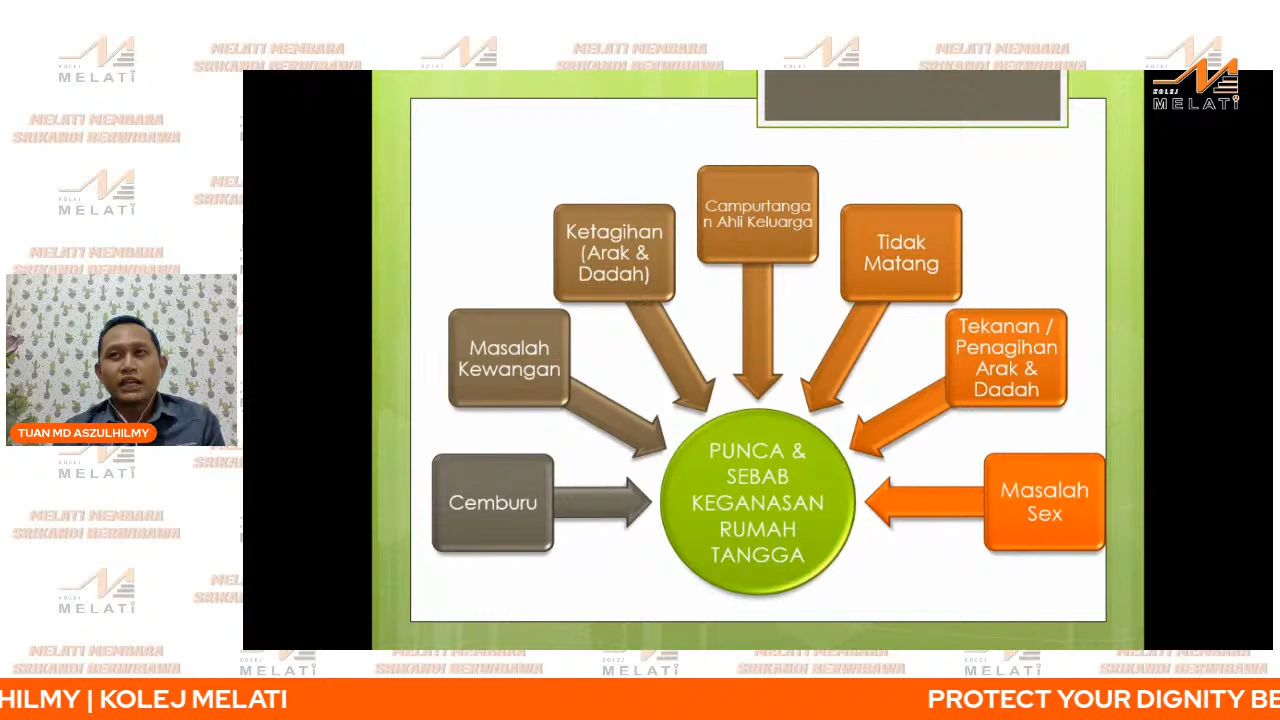 MELATI MEMBARA
SRIKANDI BERWIBAWA
KOLEJ
MELATI
Campurtanga
n Ahli Keluarga
Ketagihan
(Arak &
Dadah)
Tidak
Matang
Masalah
Kewangan
Tekanan /
Penagihan
Arak &
Dadah
Cemburu
Masalah
Sex
PUNCA &
SEBAB
KEGANASAN
RUMAH
TANGGA
TUAN MD ASZULHILMY
HILMY | KOLEJ MELATI
PROTECT YOUR DIGNITY BE